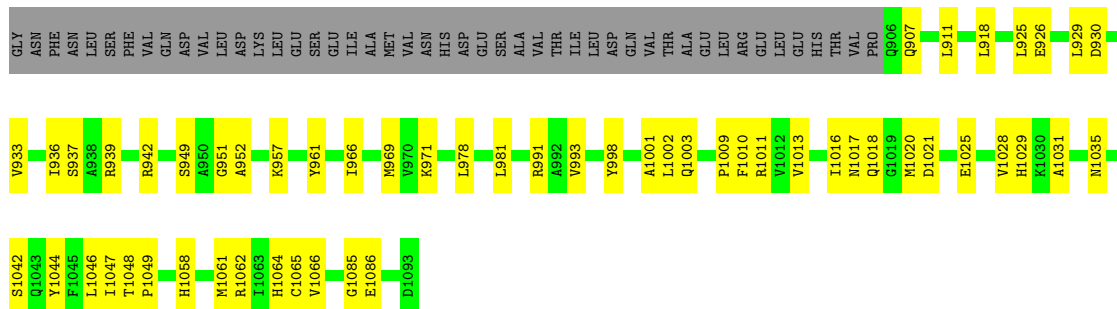 GLY ASN PHE ASN LEU SER PHE VAL GLN ASP VAL LEU ASP LYS LEU GLU SER GLU ILE ALA MET VAL ASN HIS ASP GLU SER ALA VAL THR ILE LEU ASP GLN VAL THR ALA GLU LEU ARG GLU LEU GLU HIS THR VAL PRO Q906 Q907 L911 L918 L925 E926 L929 D930
V933 I936 S937 A938 R939 R942 S949 A950 G951 A952 K957 Y961 I966 M969 V970 K971 L978 L981 R991 A992 V993 Y998 A1001 L1002 Q1003 P1009 F1010 R1011 V1012 V1013 I1016 N1017 Q1018 G1019 M1020 D1021 E1025 V1028 H1029 K1030 A1031 N1035
S1042 Q1043 Y1044 F1045 L1046 I1047 T1048 P1049 H1058 M1061 R1062 I1063 H1064 C1065 V1066 G1085 E1086 D1093